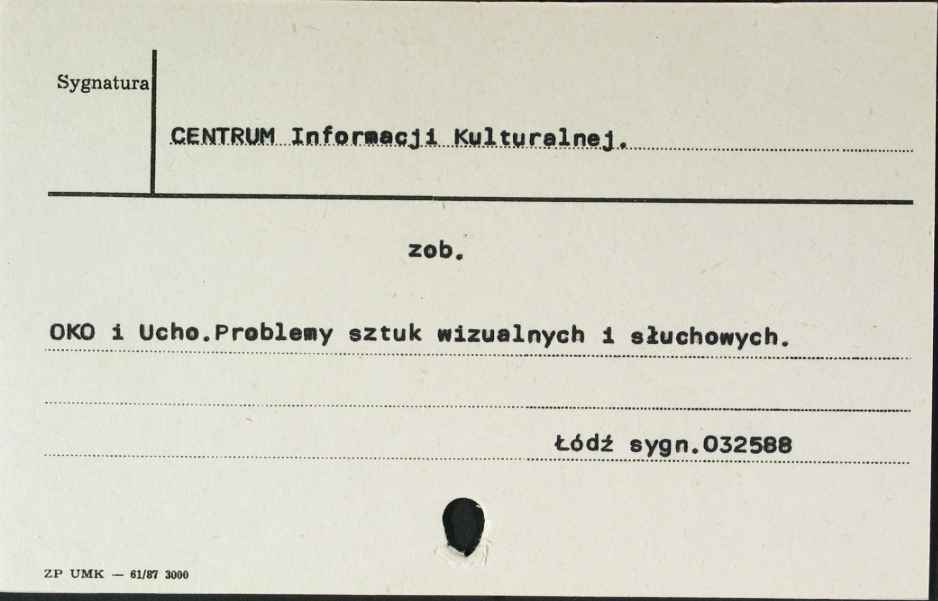 Sygnatura
CENTRUM Informacji Kulturalnej.
zob.
OKO i Ucho.Problemy sztuk wizualnych i słuchowych.
Łódź sygn.032588
ZP UMK — 61/87 3000